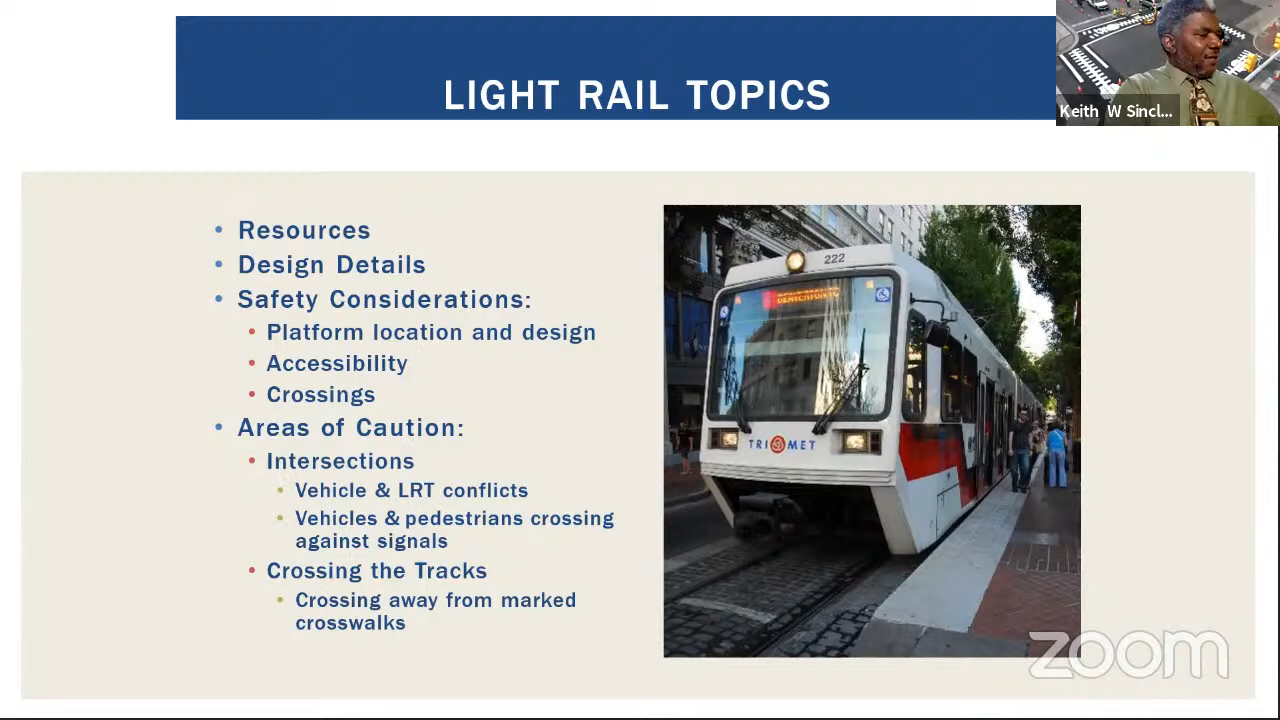 LIGHT RAIL TOPICS
Keith W Sincl...
• Resources
• Design Details
• Safety Considerations:
• Platform location and design
• Accessibility
• Crossings
• Areas of Caution:
• Intersections
• Vehicle & LRT conflicts
• Vehicles & pedestrians crossing
against signals
• Crossing the Tracks
• Crossing away from marked
crosswalks
222
TRI MET
zoom